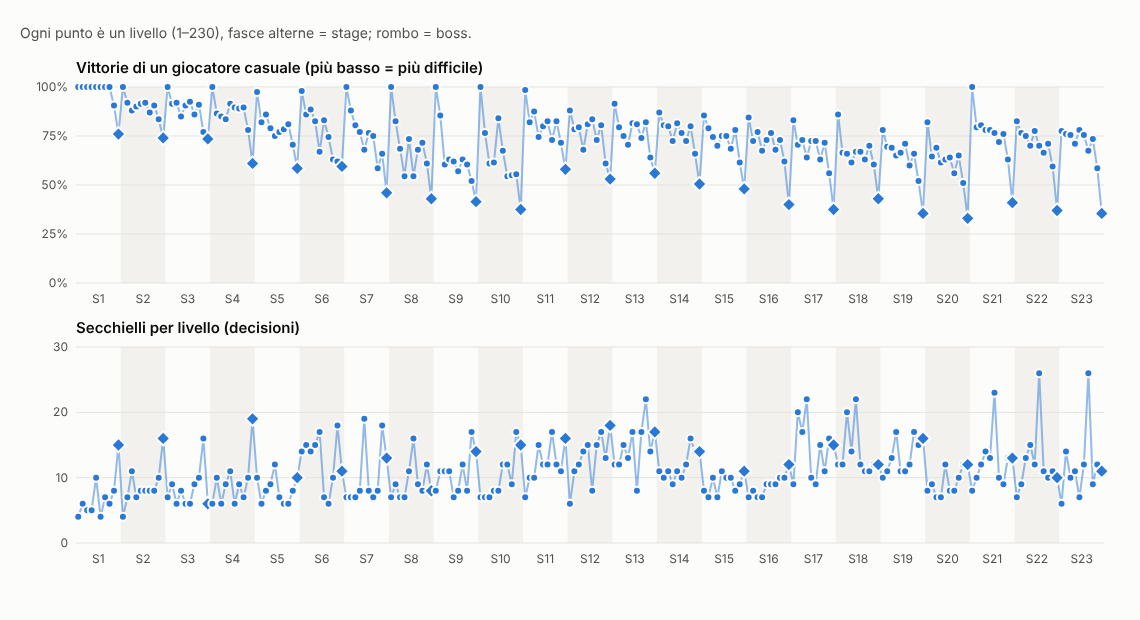 Ogni punto è un livello (1–230), fasce alterne = stage; rombo = boss.
Vittorie di un giocatore casuale (più basso = più difficile)
100%
75%
50%
25%
0%
S1 S2 S3 S4 S5 S6 S7 S8 S9 S10 S11 S12 S13 S14 S15 S16 S17 S18 S19 S20 S21 S22 S23
Secchielli per livello (decisioni)
30
20
10
0
S1 S2 S3 S4 S5 S6 S7 S8 S9 S10 S11 S12 S13 S14 S15 S16 S17 S18 S19 S20 S21 S22 S23